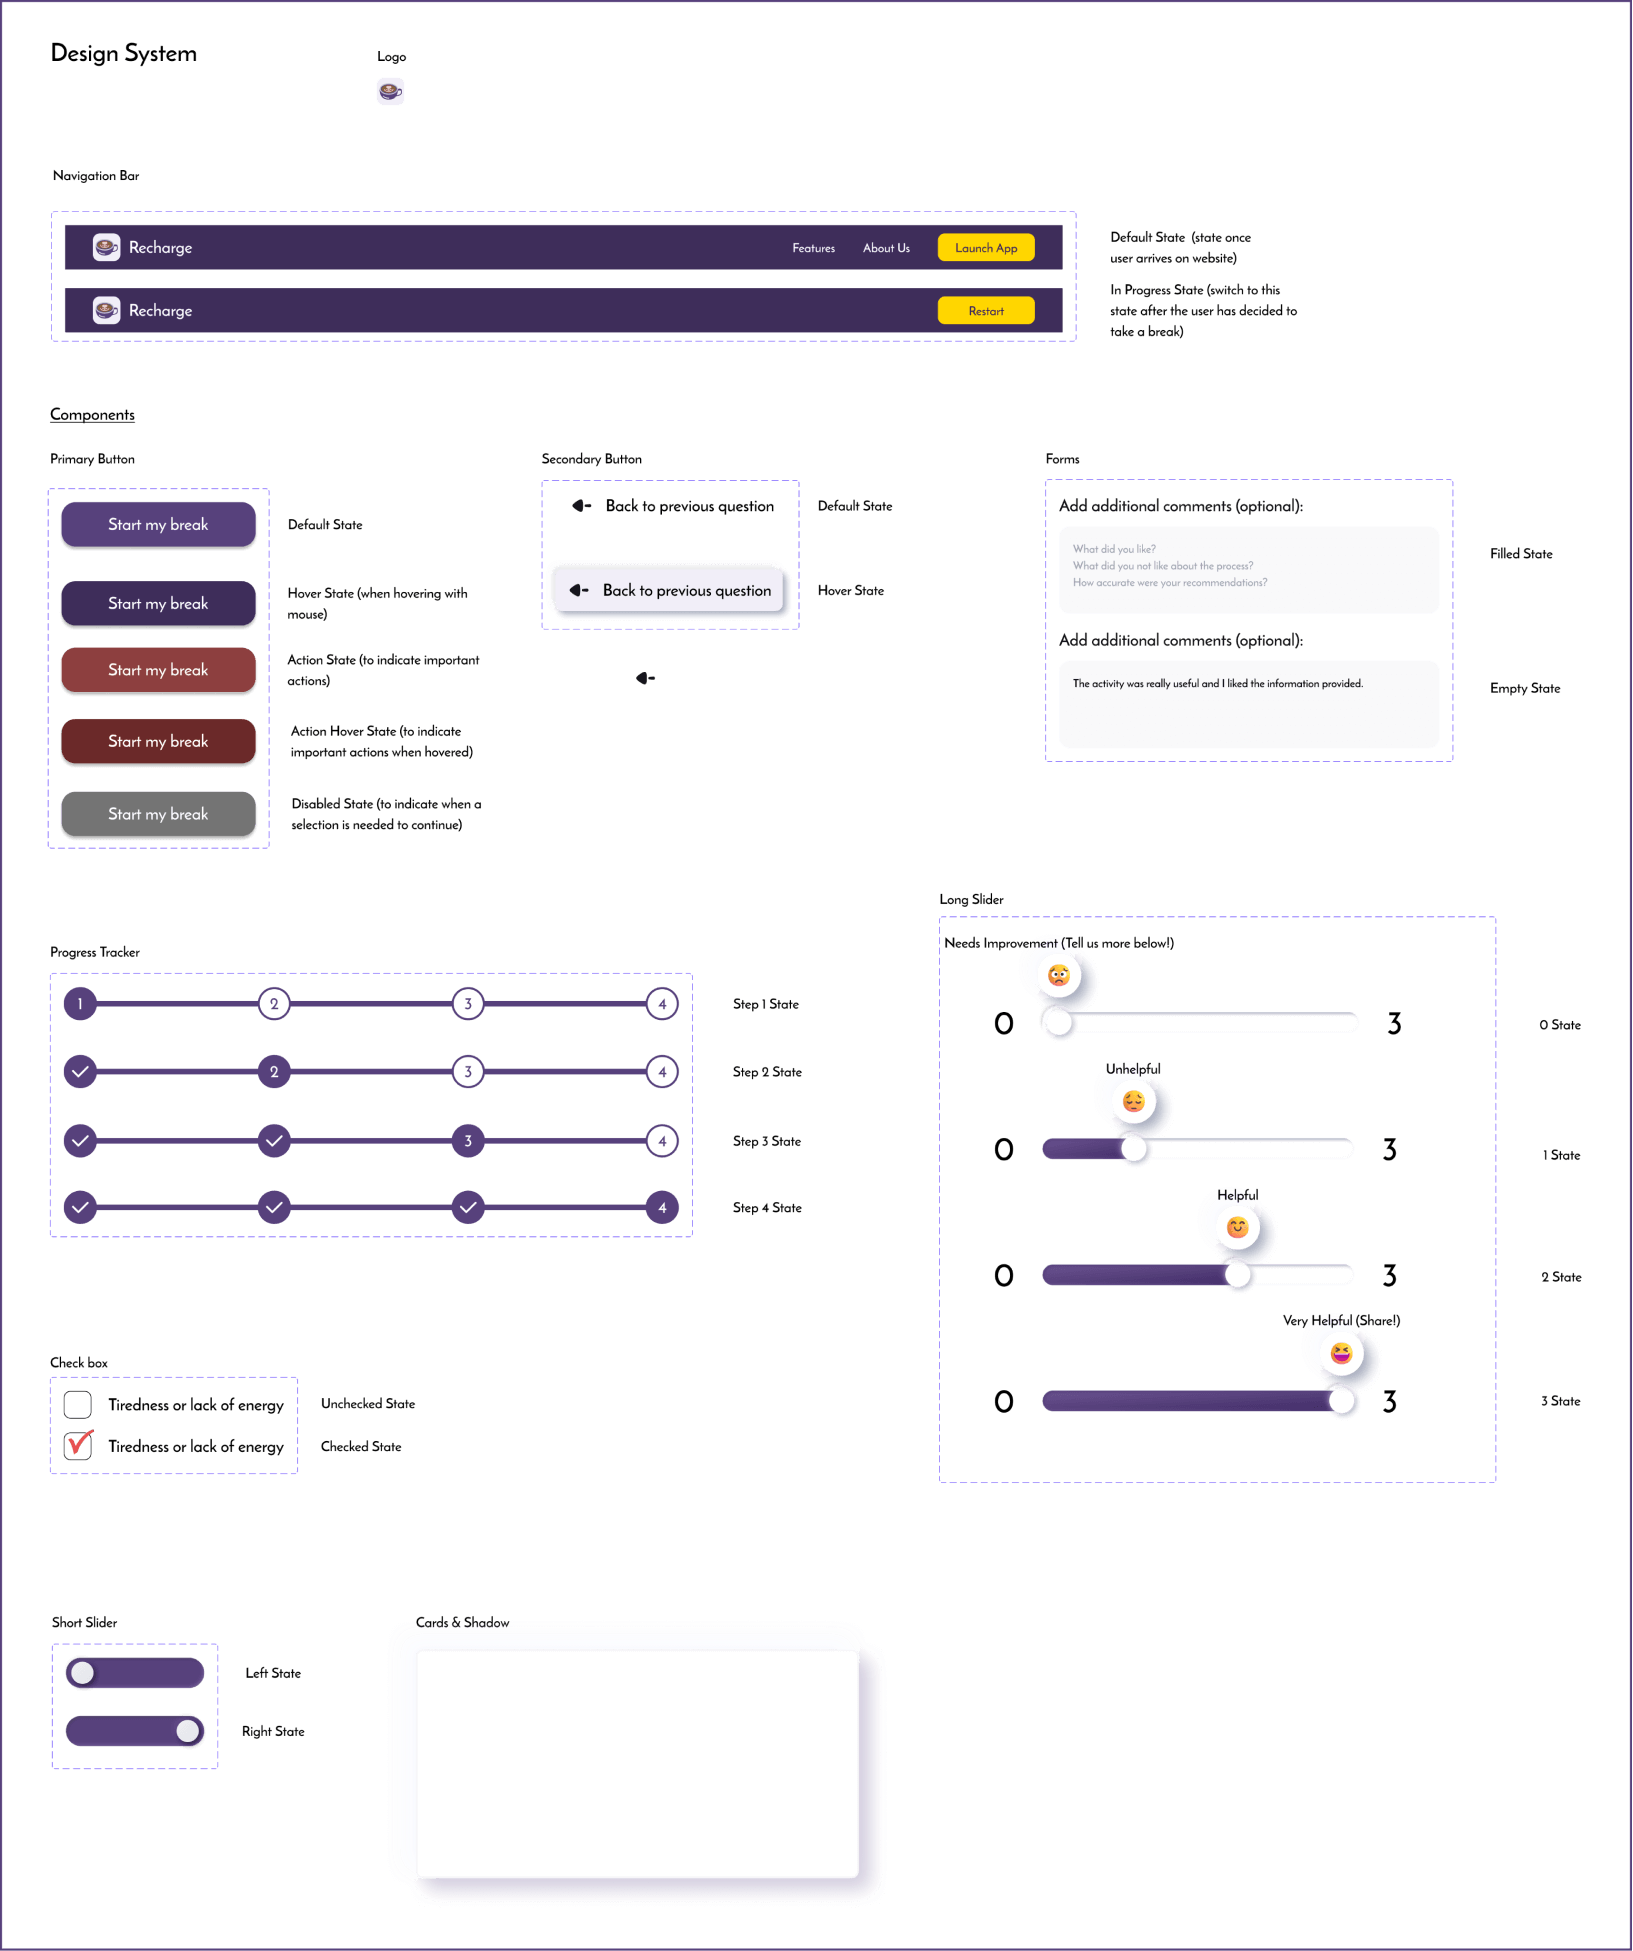 Design System
Logo
Navigation Bar
Recharge
Features
About Us
Launch App
Default State (state once
user arrives on website)
Recharge
Restart
In Progress State (switch to this
state after the user has decided to
take a break)
Components
Primary Button
Start my break
Default State
Start my break
Hover State (when hovering with
mouse)
Start my break
Action State (to indicate important
actions)
Start my break
Action Hover State (to indicate
important actions when hovered)
Start my break
Disabled State (to indicate when a
selection is needed to continue)
Secondary Button
Back to previous question
Default State
Back to previous question
Hover State
Forms
Add additional comments (optional):
What did you like?
What did you not like about the process?
How accurate were your recommendations?
Filled State
Add additional comments (optional):
The activity was really useful and I liked the information provided.
Empty State
Progress Tracker
1 2 3 4
Step 1 State
2 3 4
Step 2 State
3 4
Step 3 State
4
Step 4 State
Long Slider
Needs Improvement (Tell us more below!)
0 3
0 State
Unhelpful
0 3
1 State
Helpful
0 3
2 State
Very Helpful (Share!)
0 3
3 State
Check box
Tiredness or lack of energy
Unchecked State
Tiredness or lack of energy
Checked State
Short Slider
Left State
Right State
Cards & Shadow